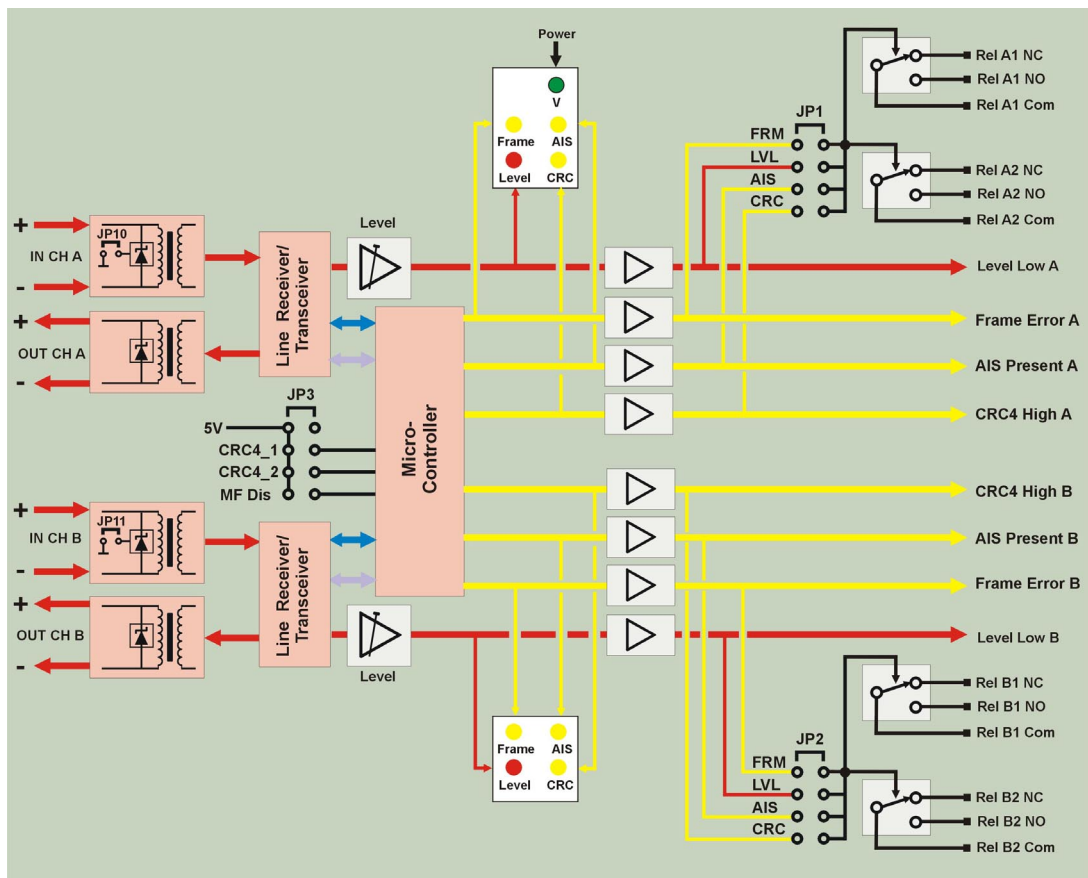 Power
V
Frame AIS
Level CRC
JP1
FRM
LVL
AIS
CRC
Rel A1 NC
Rel A1 NO
Rel A1 Com
Rel A2 NC
Rel A2 NO
Rel A2 Com
+
IN CH A
-
JP10
+
OUT CH A
-
Line Receiver/
Transceiver
Level
Level Low A
Frame Error A
AIS Present A
CRC4 High A
JP3
5V
CRC4_1
CRC4_2
MF Dis
Micro-
Controller
CRC4 High B
AIS Present B
Frame Error B
Level Low B
+
IN CH B
-
JP11
+
OUT CH B
-
Line Receiver/
Transceiver
Level
Frame AIS
Level CRC
JP2
FRM
LVL
AIS
CRC
Rel B1 NC
Rel B1 NO
Rel B1 Com
Rel B2 NC
Rel B2 NO
Rel B2 Com